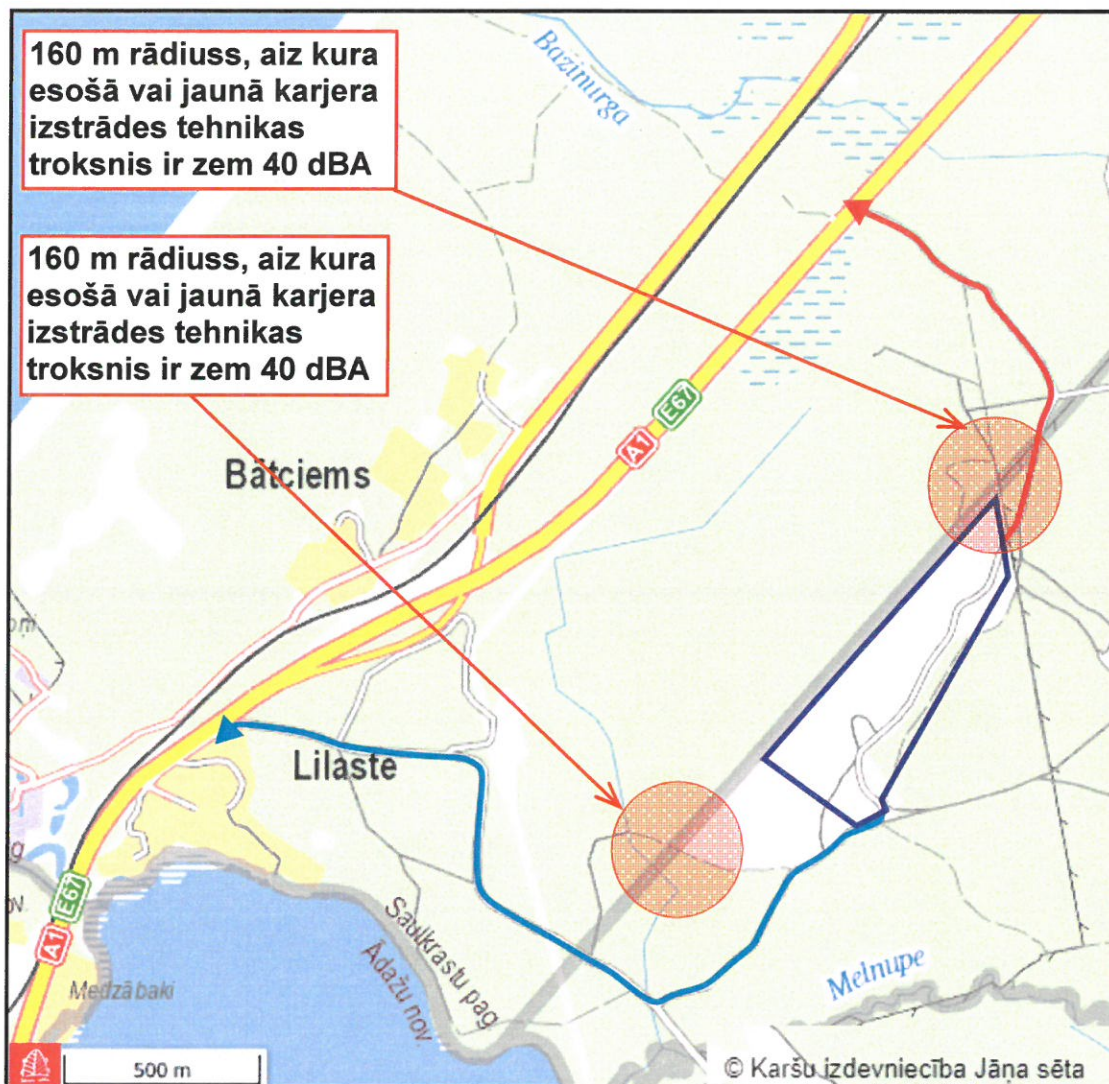 160 m rādiuss, aiz kura
esošā vai jaunā karjera
izstrādes tehnikas
troksnis ir zem 40 dBA
160 m rādiuss, aiz kura
esošā vai jaunā karjera
izstrādes tehnikas
troksnis ir zem 40 dBA
Bazinurga
E67
A1
Bātciems
Lilaste
E67
A1
Medzābaki
Saulkrastu pag
Ādažu nov
Melnupe
500 m
© Karšu izdevniecība Jāņa sēta